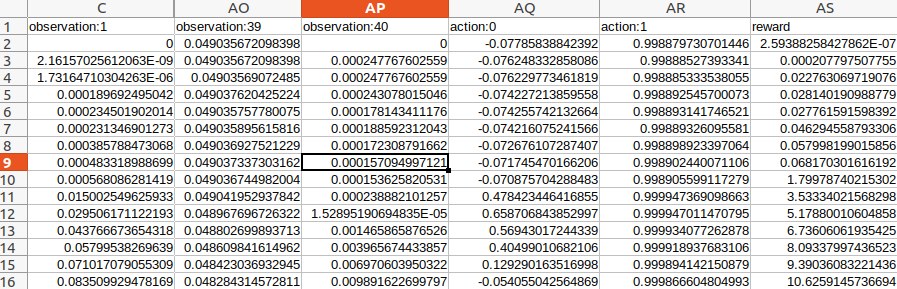 C AO AP AQ AR AS
1 observation:1 observation:39 observation:40 action:0 action:1 reward
2 0 0.049035672098398 0 -0.07785838842392 0.998879730701446 2.59388258427862E-07
3 2.16157025612063E-09 0.049035672098398 0.000247767602559 -0.076248332858086 0.99888527393341 0.000207797507755
4 1.73164710304263E-06 0.04903569072485 0.000247767602559 -0.076229773461819 0.99888533538055 0.022763069719076
5 0.000189692495042 0.049037620425224 0.000243078015046 -0.074227213859558 0.998892545700073 0.028140190988779
6 0.000234501902014 0.049035757780075 0.000178143411176 -0.074255742132664 0.998893141746521 0.027761591598392
7 0.000231346901273 0.049035895615816 0.000188592312043 -0.074216075241566 0.99889326095581 0.046294558793306
8 0.000385788473068 0.049036927521229 0.000172308791662 -0.072676107287407 0.998898923397064 0.057998190015856
9 0.000483318988699 0.049037337303162 0.000157094997121 -0.071745470166206 0.998902440071106 0.068170301616192
10 0.000568086281419 0.049036744982004 0.000153625820531 -0.070875704288483 0.998905599117279 1.79978740215302
11 0.015002549625933 0.049041952937842 0.000238882101257 0.478423446416855 0.999947369098663 3.53334021568298
12 0.029506171122193 0.048967696726322 1.52895190694835E-05 0.658706843852997 0.999947011470795 5.17880010604858
13 0.043766673654318 0.048802699893713 0.001465865876526 0.56943017244339 0.999934077262878 6.73606061935425
14 0.05799538269639 0.048609841614962 0.003965674433857 0.40499010682106 0.999918937683106 8.09337997436523
15 0.071017079055309 0.048423036932945 0.006970603950322 0.129290163516998 0.999894142150879 9.39036083221436
16 0.083509929478169 0.048284314572811 0.009891622699797 -0.054055042564869 0.999866604804993 10.6259145736694